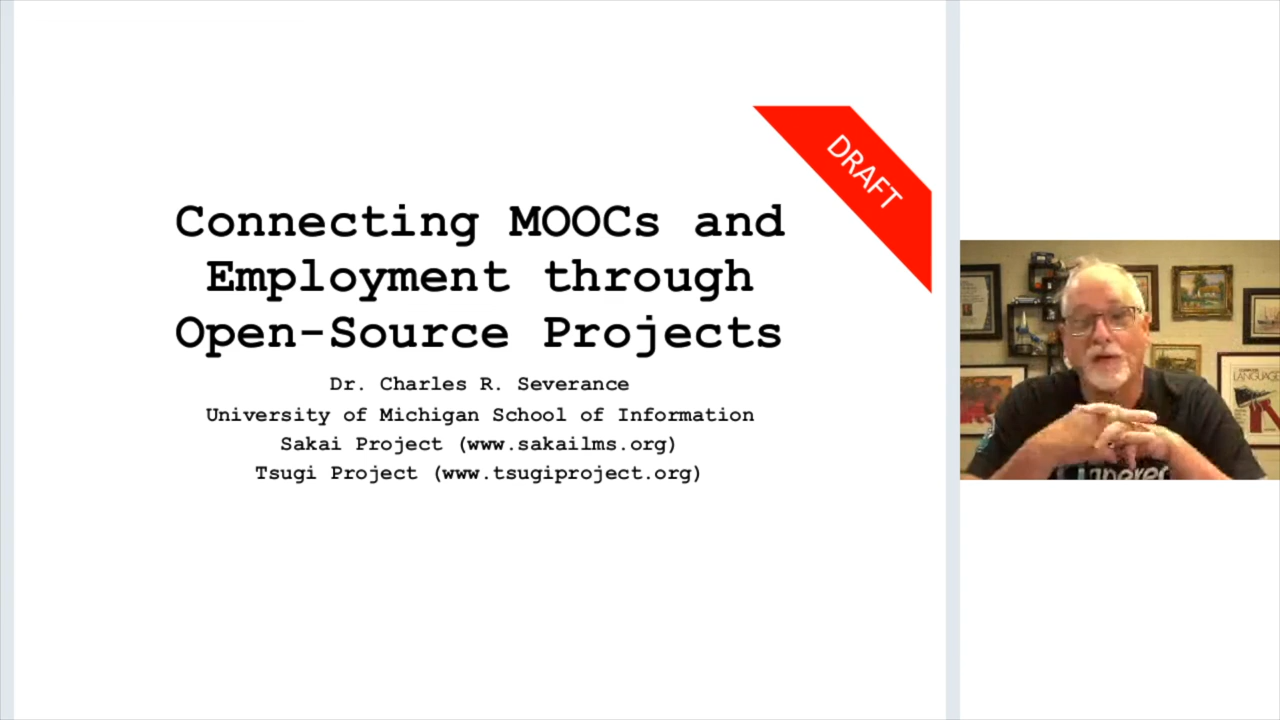 DRAFT
Connecting MOOCs and
Employment through
Open-Source Projects
Dr. Charles R. Severance
University of Michigan School of Information
Sakai Project (www.sakailms.org)
Tsugi Project (www.tsugiproject.org)
LANGUAGE